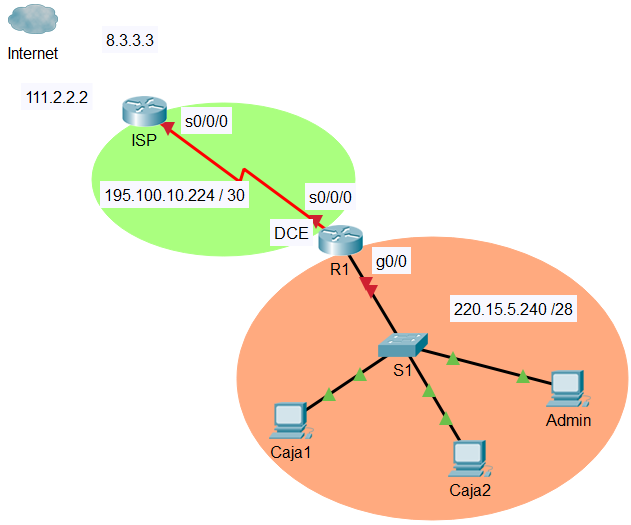 8.3.3.3
Internet
111.2.2.2
s0/0/0
ISP
195.100.10.224 / 30
s0/0/0
DCE
R1
g0/0
220.15.5.240 /28
S1
Admin
Caja1
Caja2